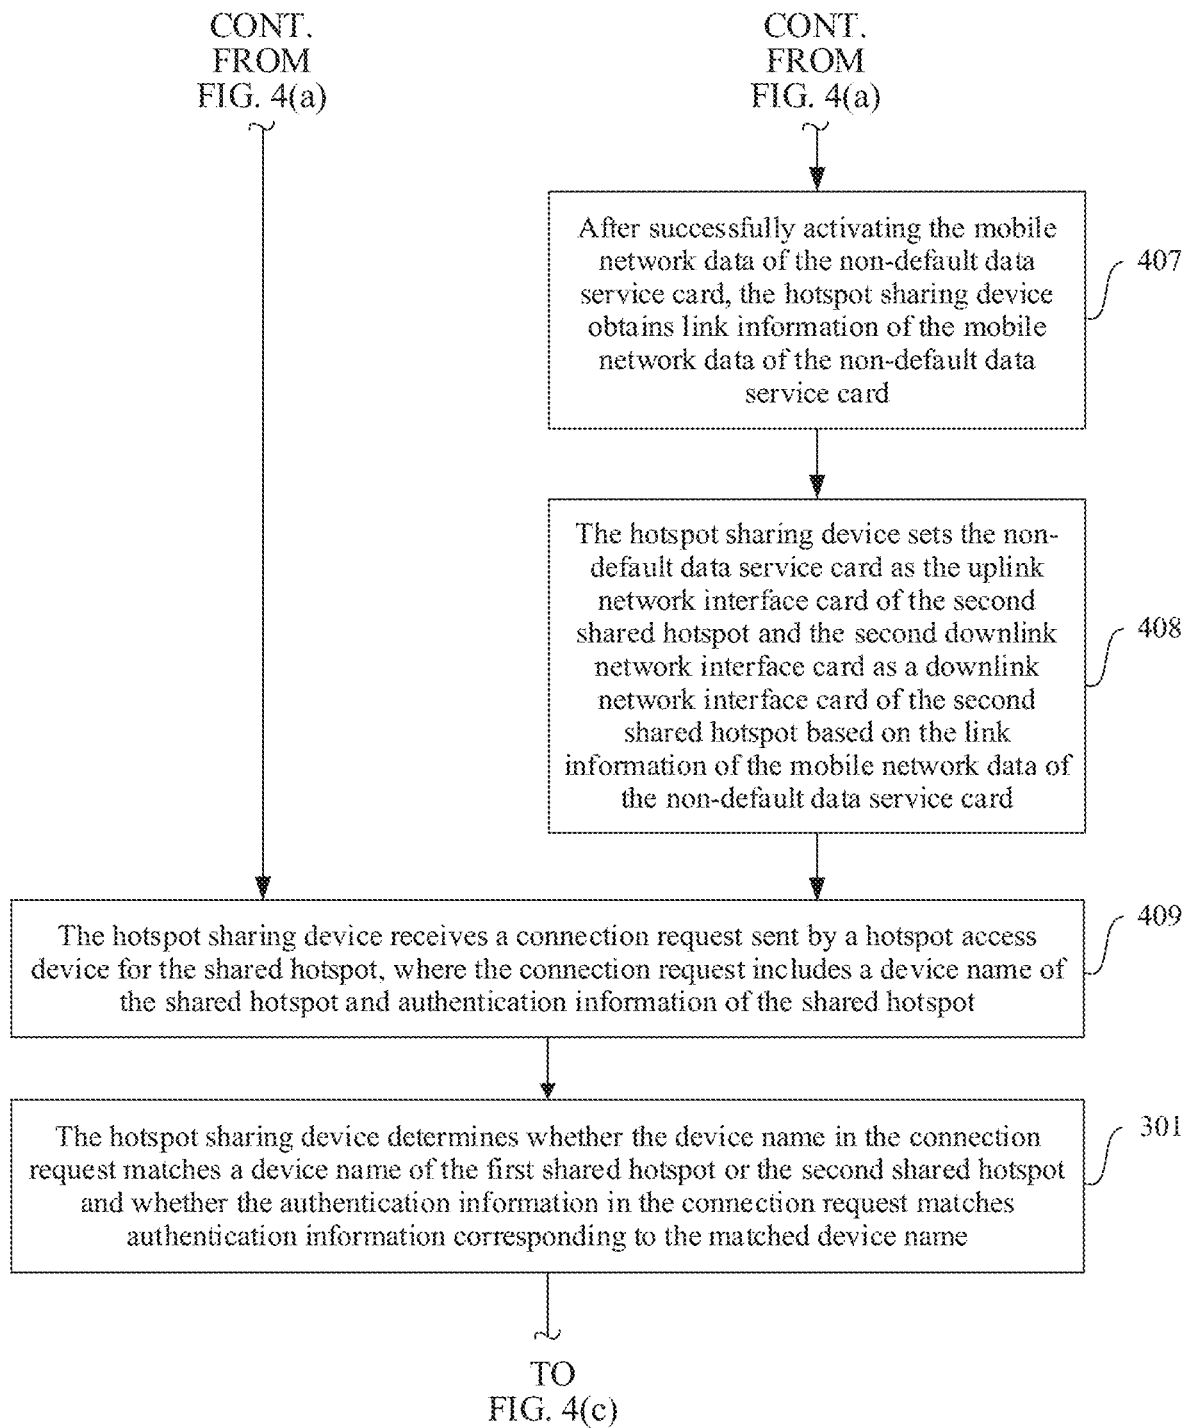 CONT.
FROM
FIG. 4(a)
CONT.
FROM
FIG. 4(a)
After successfully activating the mobile
network data of the non-default data
service card, the hotspot sharing device
obtains link information of the mobile
network data of the non-default data
service card
407
The hotspot sharing device sets the non-
default data service card as the uplink
network interface card of the second
shared hotspot and the second downlink
network interface card as a downlink
network interface card of the second
shared hotspot based on the link
information of the mobile network data of
the non-default data service card
408
The hotspot sharing device receives a connection request sent by a hotspot access
device for the shared hotspot, where the connection request includes a device name of
the shared hotspot and authentication information of the shared hotspot
409
The hotspot sharing device determines whether the device name in the connection
request matches a device name of the first shared hotspot or the second shared hotspot
and whether the authentication information in the connection request matches
authentication information corresponding to the matched device name
301
TO
FIG. 4(c)